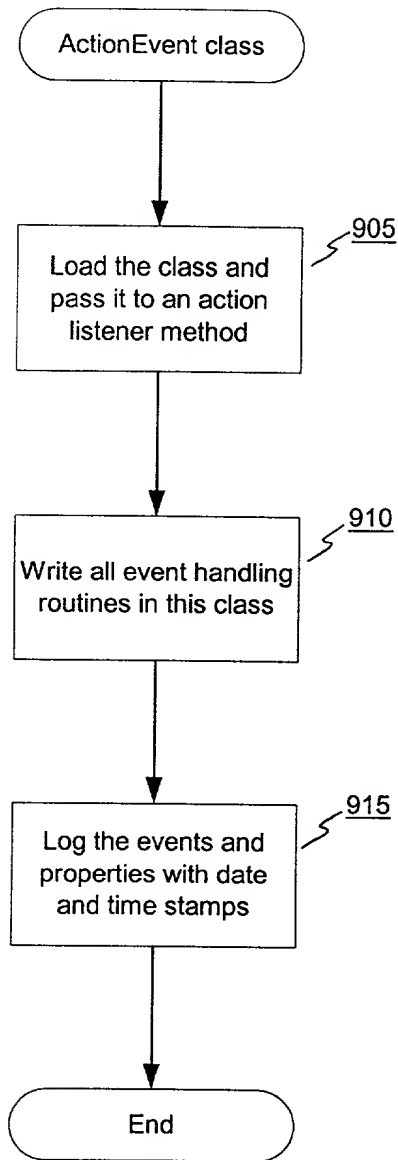 ActionEvent class
905
Load the class and
pass it to an action
listener method
910
Write all event handling
routines in this class
915
Log the events and
properties with date
and time stamps
End